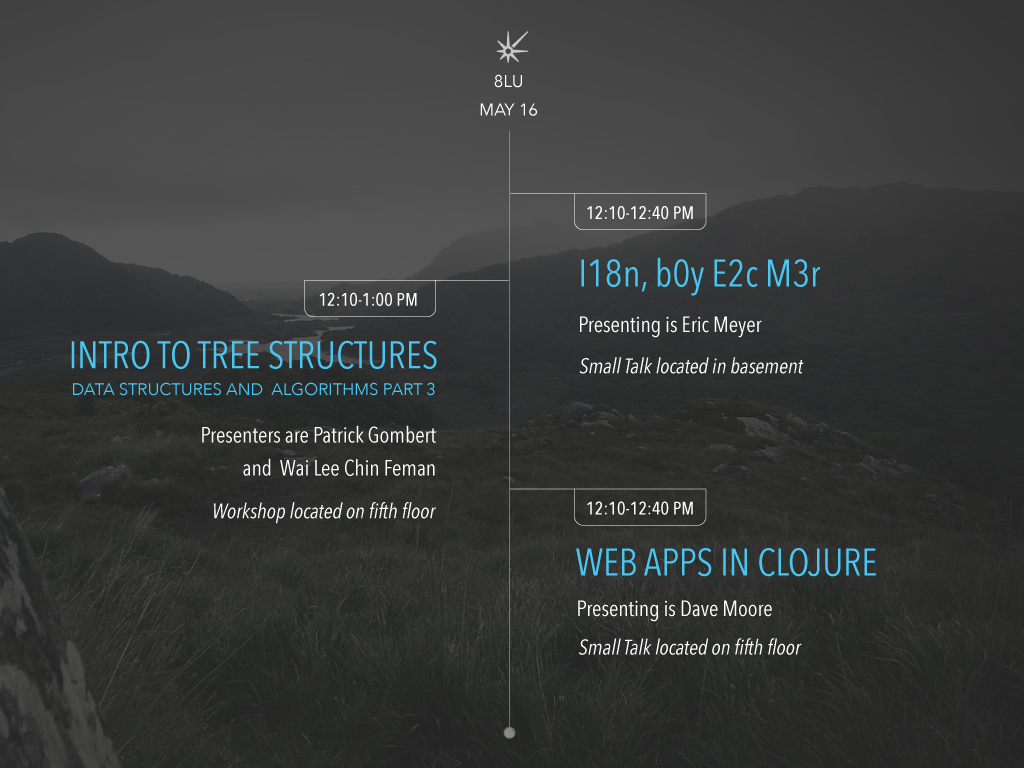 8LU
MAY 16
12:10-12:40 PM
I18n, b0y E2c M3r
Presenting is Eric Meyer
Small Talk located in basement
12:10-1:00 PM
INTRO TO TREE STRUCTURES
DATA STRUCTURES AND ALGORITHMS PART 3
Presenters are Patrick Gombert
and Wai Lee Chin Feman
Workshop located on fifth floor
12:10-12:40 PM
WEB APPS IN CLOJURE
Presenting is Dave Moore
Small Talk located on fifth floor